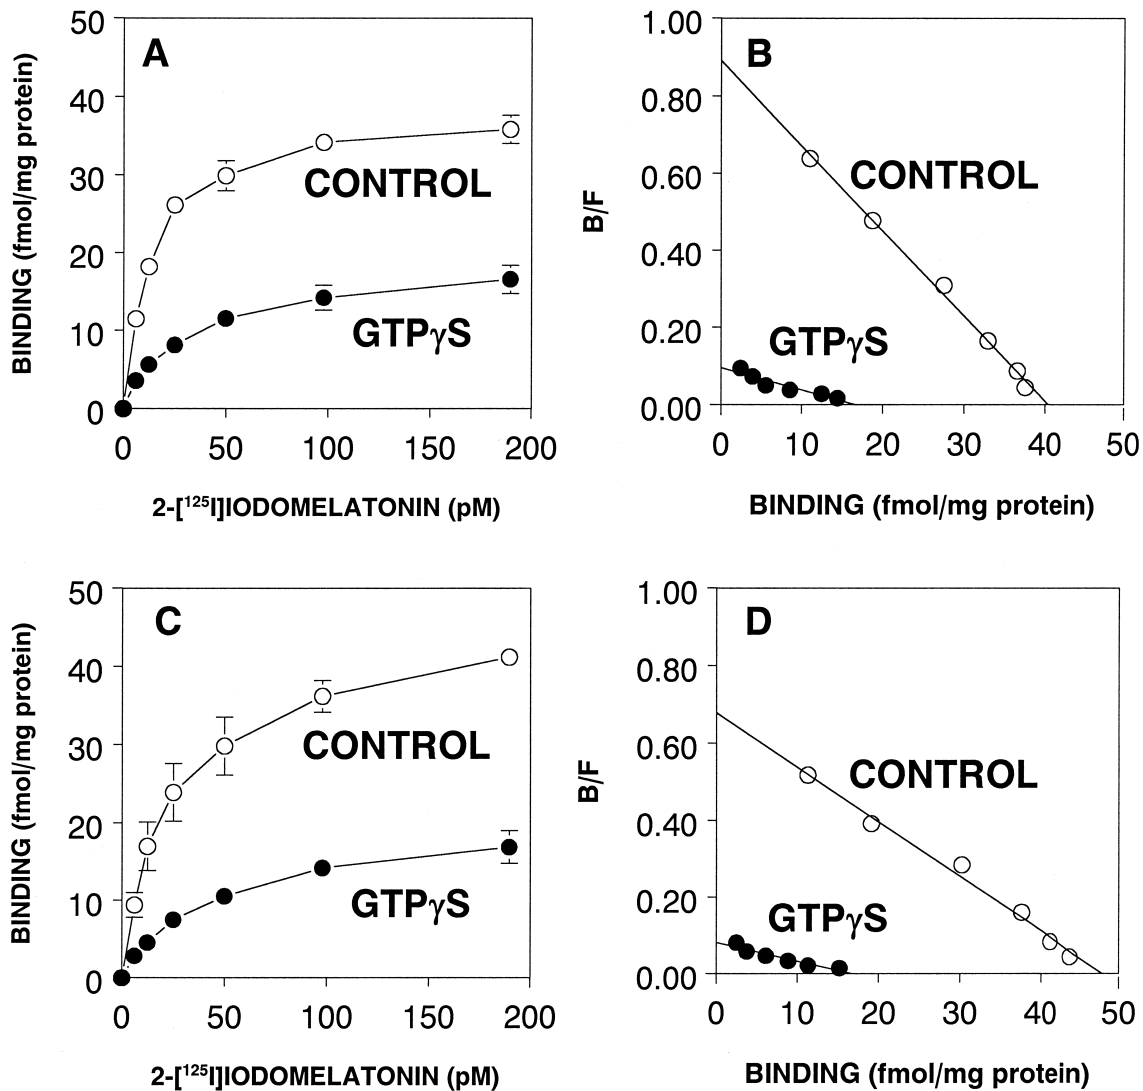 A
BINDING (fmol/mg protein)
50
40
30
20
10
0
CONTROL
GTPγS
0 50 100 150 200
2-[¹²⁵I]IODOMELATONIN (pM)
B
B/F
1.00
0.80
0.60
0.40
0.20
0.00
CONTROL
GTPγS
0 10 20 30 40 50
BINDING (fmol/mg protein)
C
BINDING (fmol/mg protein)
50
40
30
20
10
0
CONTROL
GTPγS
0 50 100 150 200
2-[¹²⁵I]IODOMELATONIN (pM)
D
B/F
1.00
0.80
0.60
0.40
0.20
0.00
CONTROL
GTPγS
0 10 20 30 40 50
BINDING (fmol/mg protein)